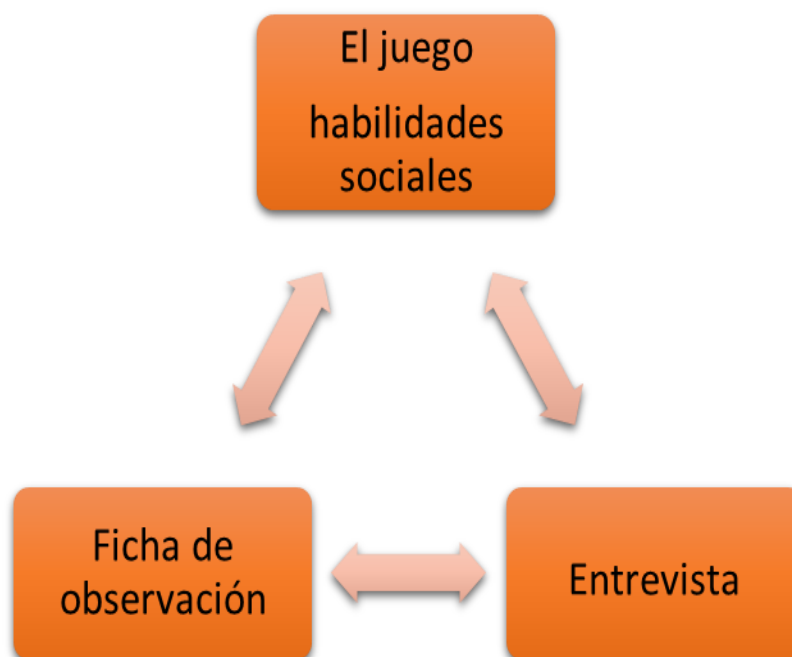 El juego
habilidades
sociales
Ficha de
observación
Entrevista